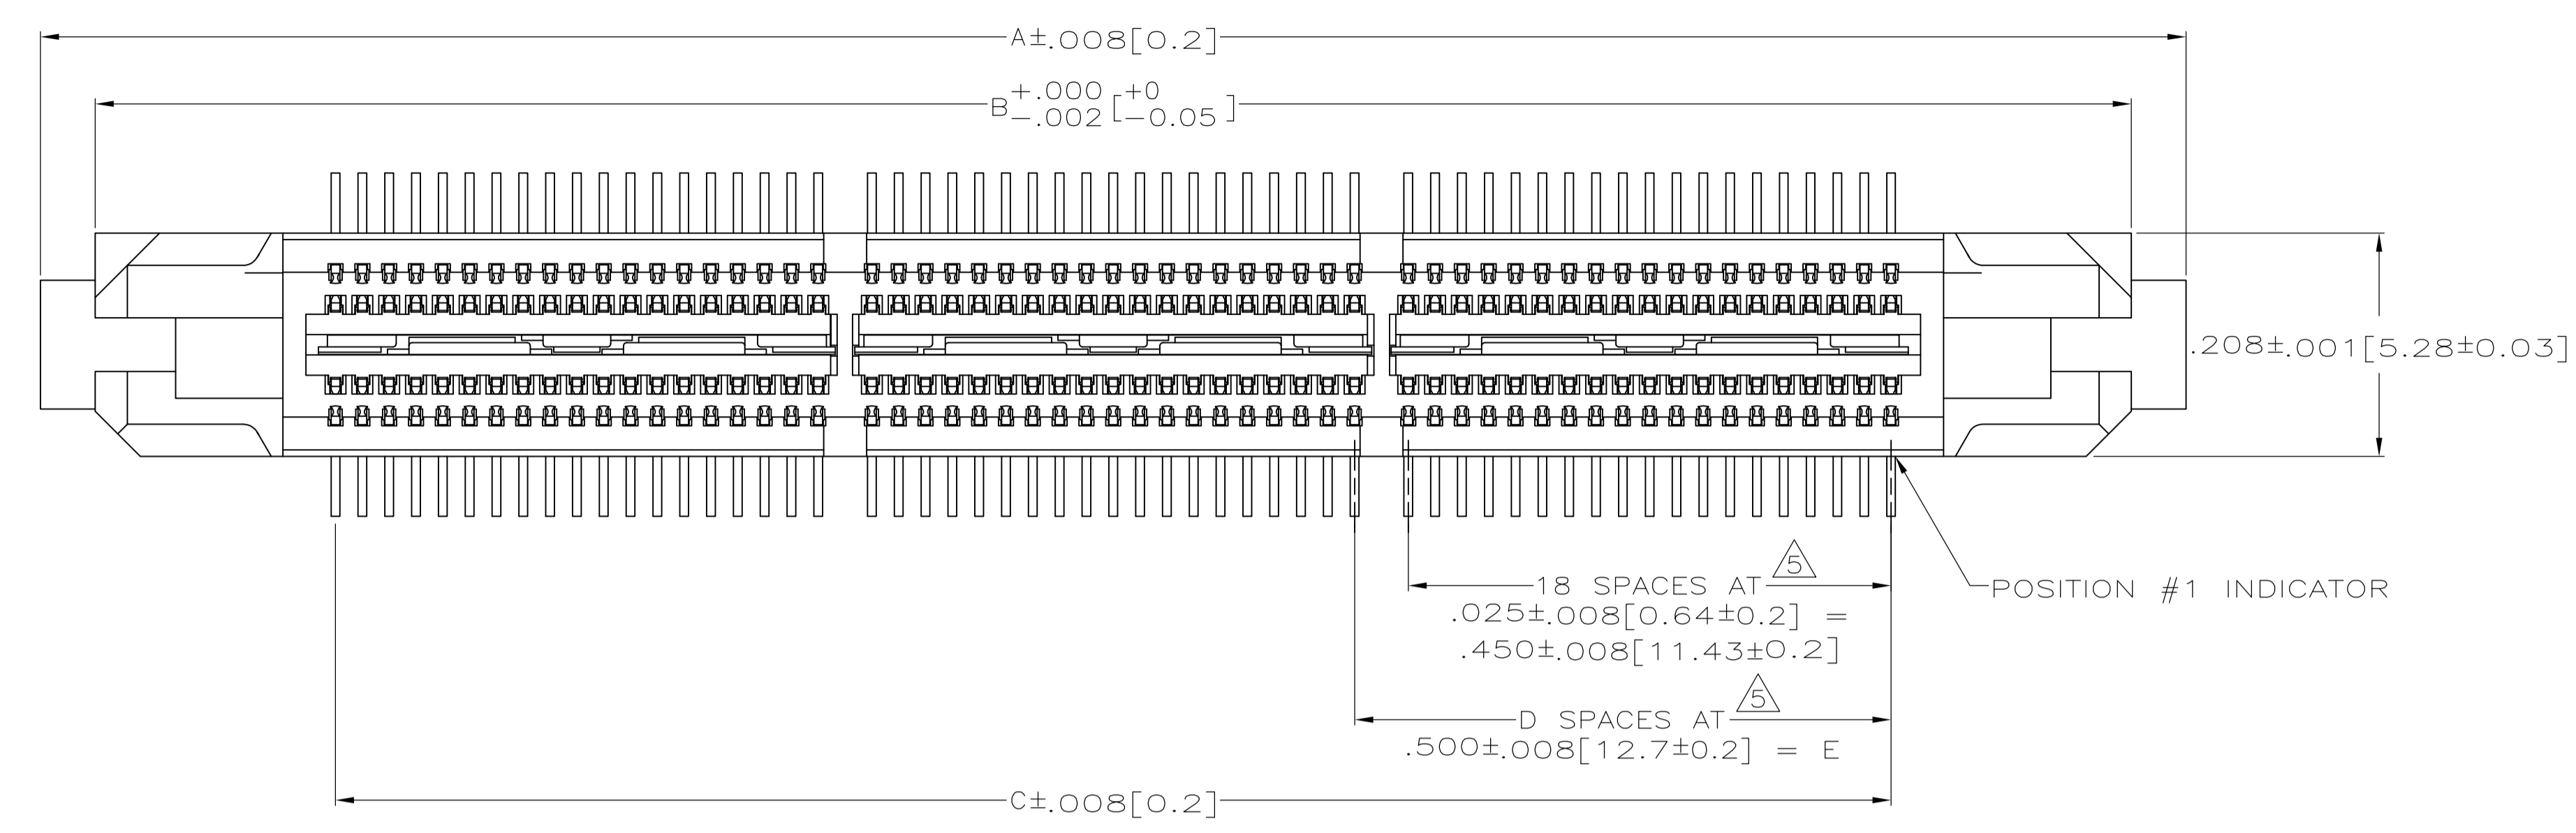 A±.008[0.2]
B +.000 -.002 [+0 -0.05]
.208±.001[5.28±0.03]
5
18 SPACES AT
.025±.008[0.64±0.2] =
.450±.008[11.43±0.2]
POSITION #1 INDICATOR
5
D SPACES AT
.500±.008[12.7±0.2] = E
C±.008[0.2]